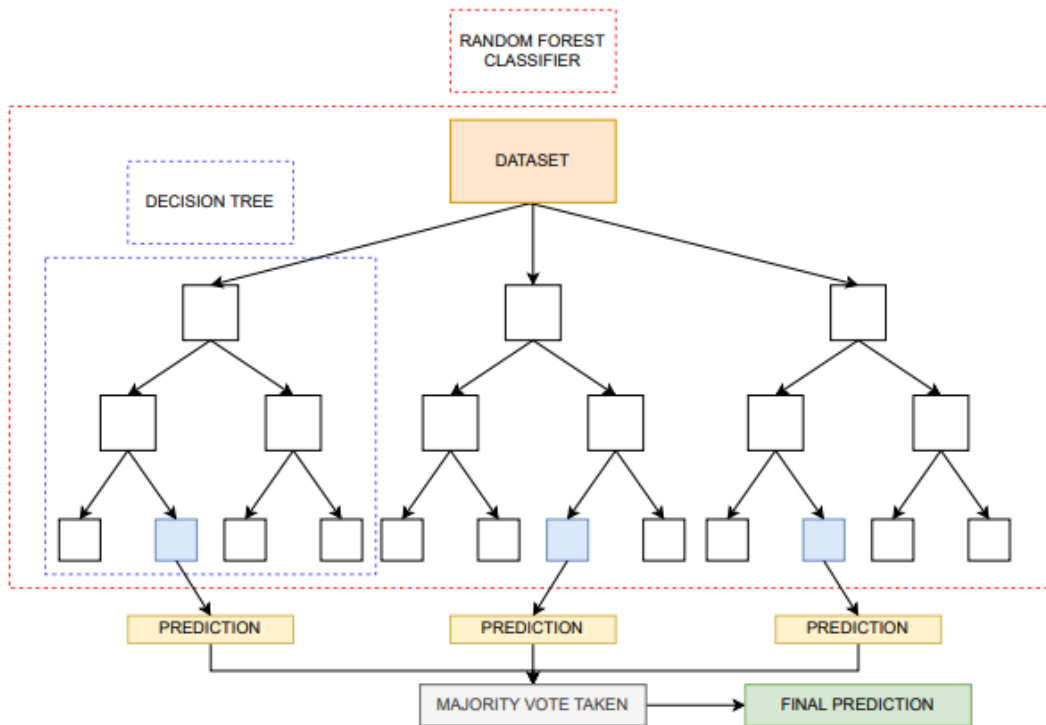 RANDOM FOREST
CLASSIFIER
DATASET
DECISION TREE
PREDICTION
PREDICTION
PREDICTION
MAJORITY VOTE TAKEN
FINAL PREDICTION